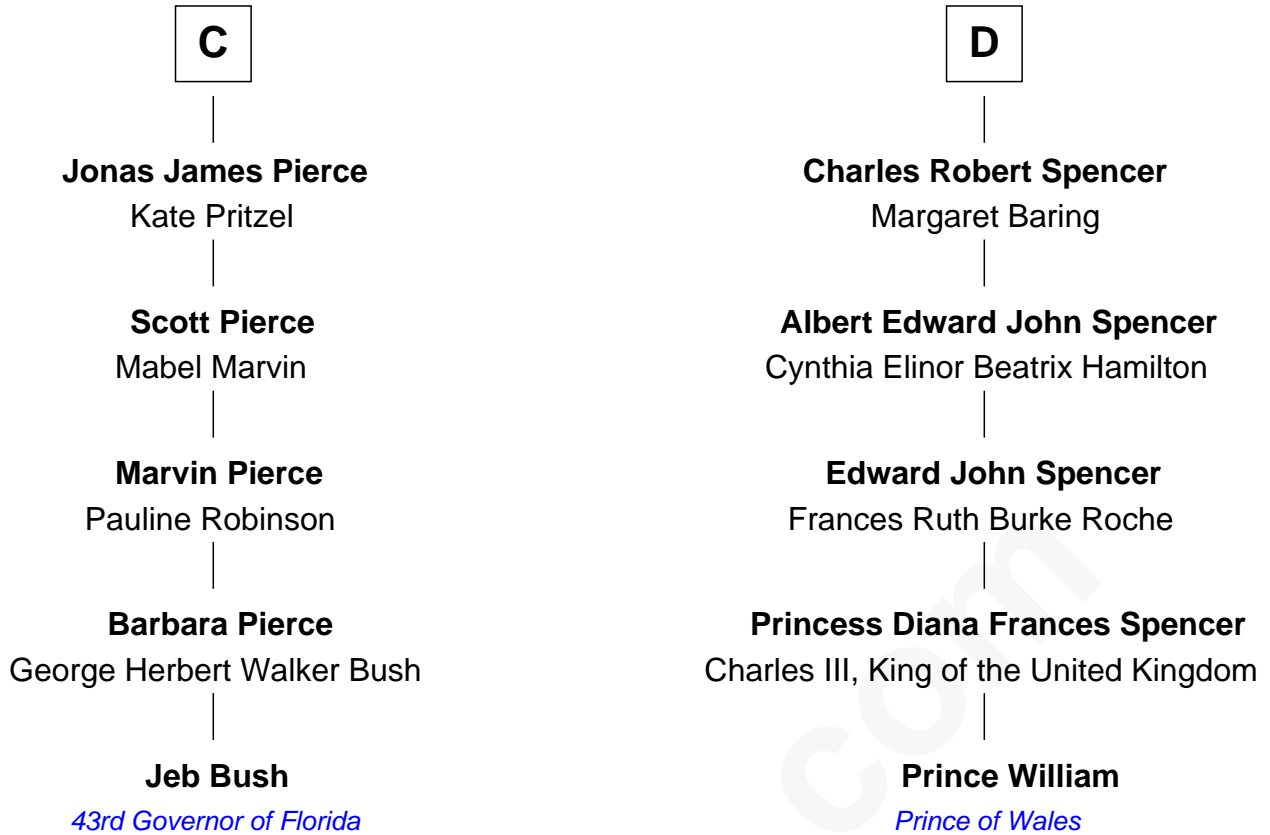 C
Jonas James Pierce
Kate Pritzel
Scott Pierce
Mabel Marvin
Marvin Pierce
Pauline Robinson
Barbara Pierce
George Herbert Walker Bush
Jeb Bush
43rd Governor of Florida
D
Charles Robert Spencer
Margaret Baring
Albert Edward John Spencer
Cynthia Elinor Beatrix Hamilton
Edward John Spencer
Frances Ruth Burke Roche
Princess Diana Frances Spencer
Charles III, King of the United Kingdom
Prince William
Prince of Wales
com